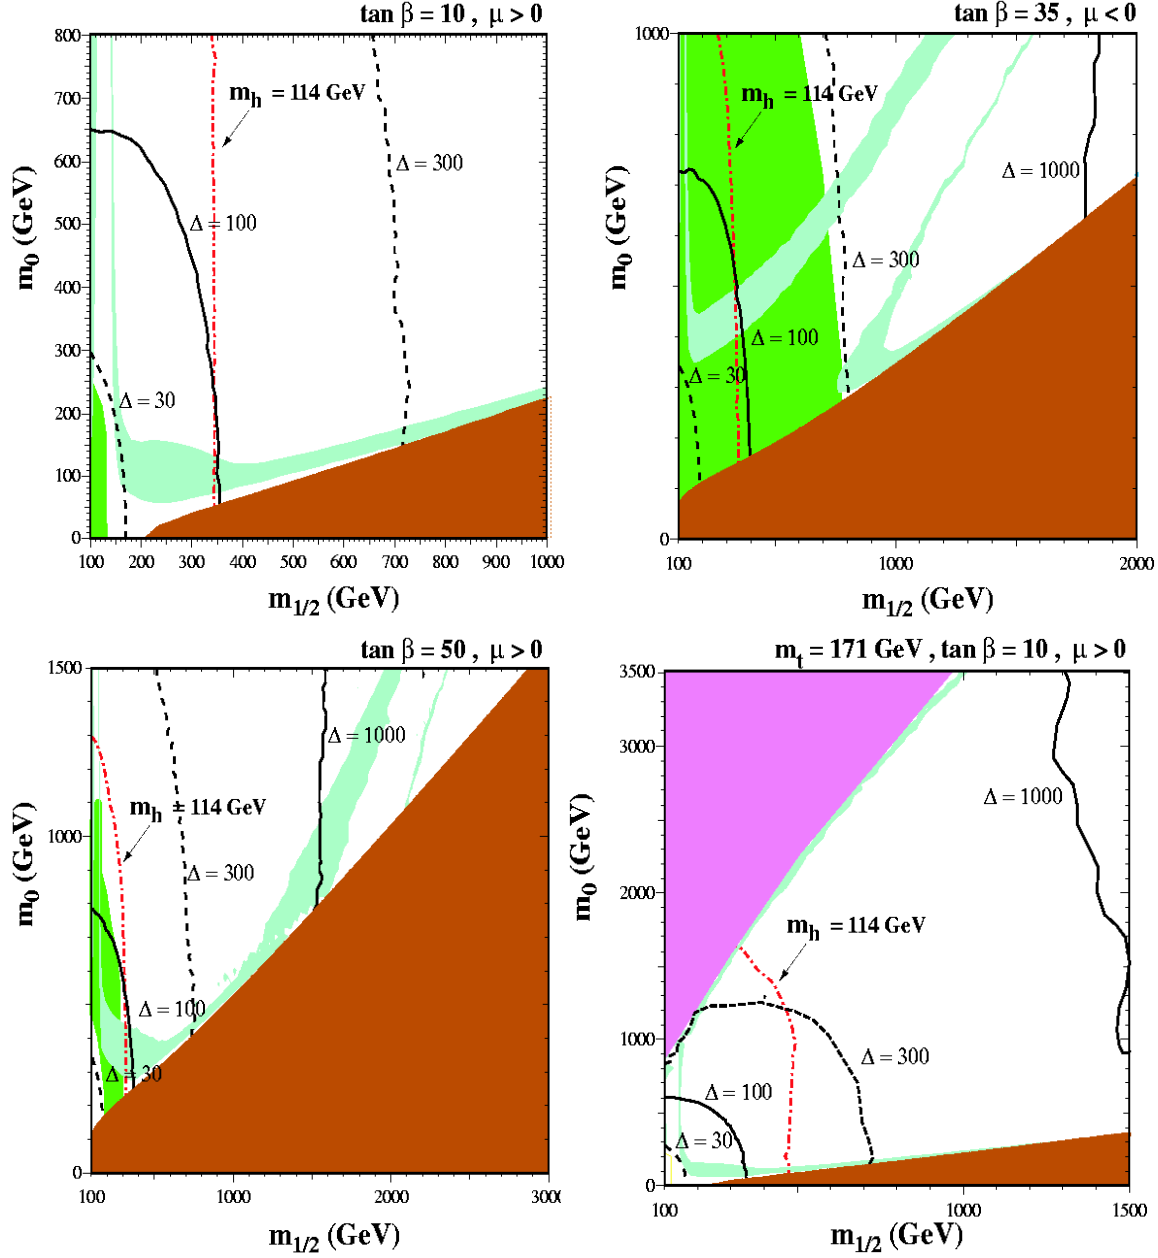 tan β = 10 , μ > 0
800
700
600
500
400
300
200
100
0
m0 (GeV)
mh = 114 GeV
Δ = 300
Δ = 100
Δ = 30
100 200 300 400 500 600 700 800 900 1000
m1/2 (GeV)
tan β = 35 , μ < 0
1000
0
m0 (GeV)
mh = 114 GeV
Δ = 1000
Δ = 300
Δ = 100
Δ = 30
100 1000 2000
m1/2 (GeV)
tan β = 50 , μ > 0
1500
1000
0
m0 (GeV)
Δ = 1000
mh = 114 GeV
Δ = 300
Δ = 100
Δ = 30
100 1000 2000 3000
m1/2 (GeV)
mt = 171 GeV , tan β = 10 , μ > 0
3500
3000
2000
1000
0
m0 (GeV)
Δ = 1000
mh = 114 GeV
Δ = 300
Δ = 100
Δ = 30
100 1000 1500
m1/2 (GeV)